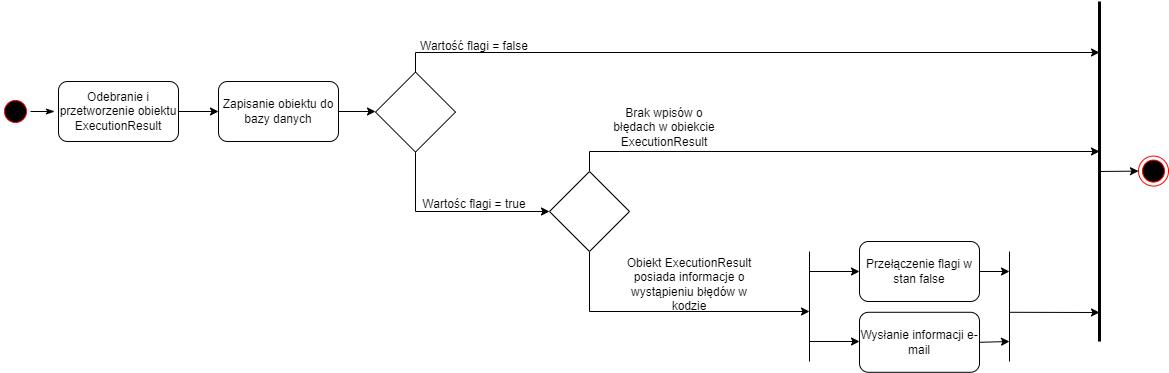 Wartość flagi = false
Odebranie i
przetworzenie obiektu
ExecutionResult
Zapisanie obiektu do
bazy danych
Brak wpisów o
błędach w obiekcie
ExecutionResult
Wartośc flagi = true
Obiekt ExecutionResult
posiada informacje o
wystąpieniu błędów w
kodzie
Przełączenie flagi w
stan false
Wysłanie informacji e-
mail